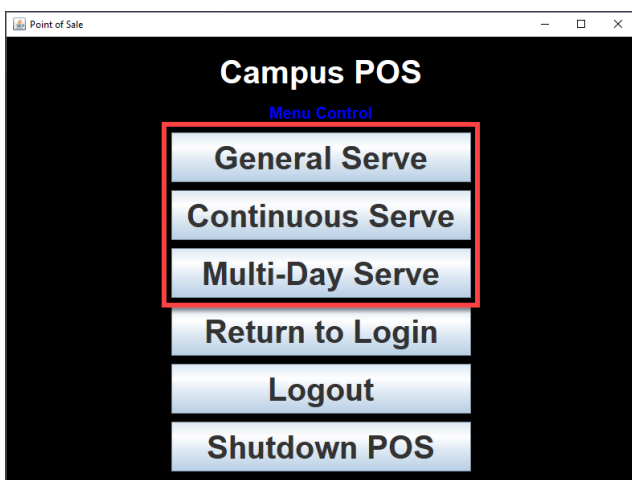 Point of Sale
Campus POS
Menu Control
General Serve
Continuous Serve
Multi-Day Serve
Return to Login
Logout
Shutdown POS